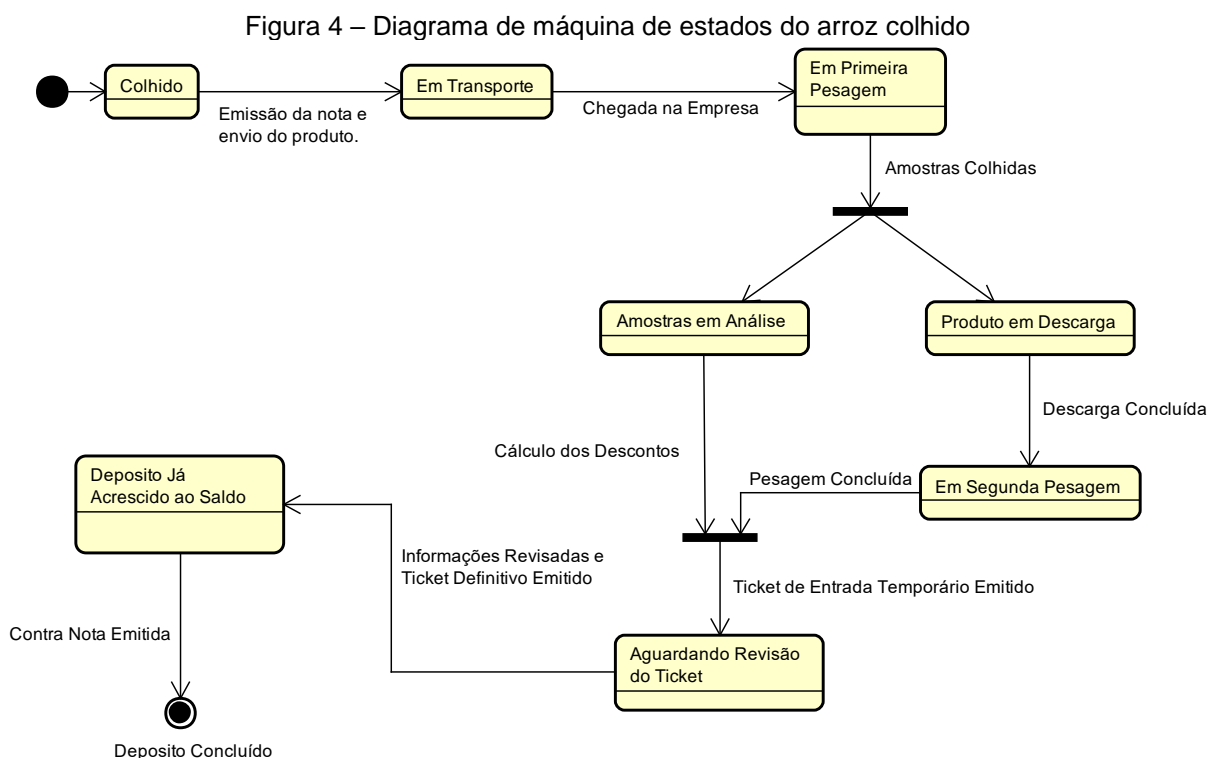 Figura 4 – Diagrama de máquina de estados do arroz colhido
Colhido
Emissão da nota e
envio do produto.
Em Transporte
Chegada na Empresa
Em Primeira
Pesagem
Amostras Colhidas
Amostras em Análise
Produto em Descarga
Descarga Concluída
Cálculo dos Descontos
Pesagem Concluída
Em Segunda Pesagem
Ticket de Entrada Temporário Emitido
Aguardando Revisão
do Ticket
Informações Revisadas e
Ticket Definitivo Emitido
Deposito Já
Acrescido ao Saldo
Contra Nota Emitida
Deposito Concluído